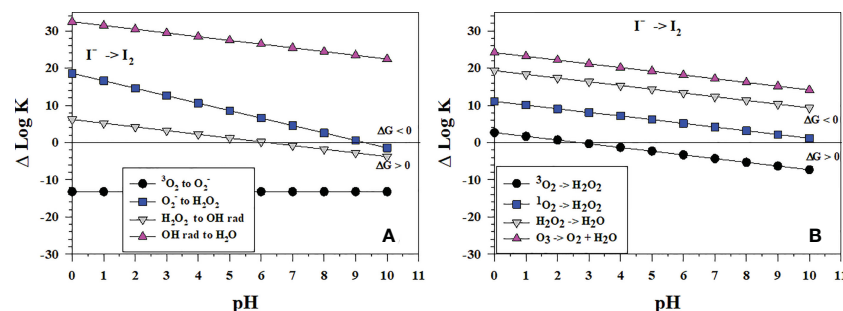 I⁻ -> I₂
Δ Log K
30
20
10
0
-10
-20
-30
ΔG < 0
ΔG > 0
³O₂ to O₂⁻
O₂⁻ to H₂O₂
H₂O₂ to OH rad
OH rad to H₂O
A
0 1 2 3 4 5 6 7 8 9 10 11
pH
I⁻ -> I₂
Δ Log K
30
20
10
0
-10
-20
-30
ΔG < 0
ΔG > 0
³O₂ -> H₂O₂
¹O₂ -> H₂O₂
H₂O₂ -> H₂O
O₃ -> O₂ + H₂O
B
0 1 2 3 4 5 6 7 8 9 10 11
pH